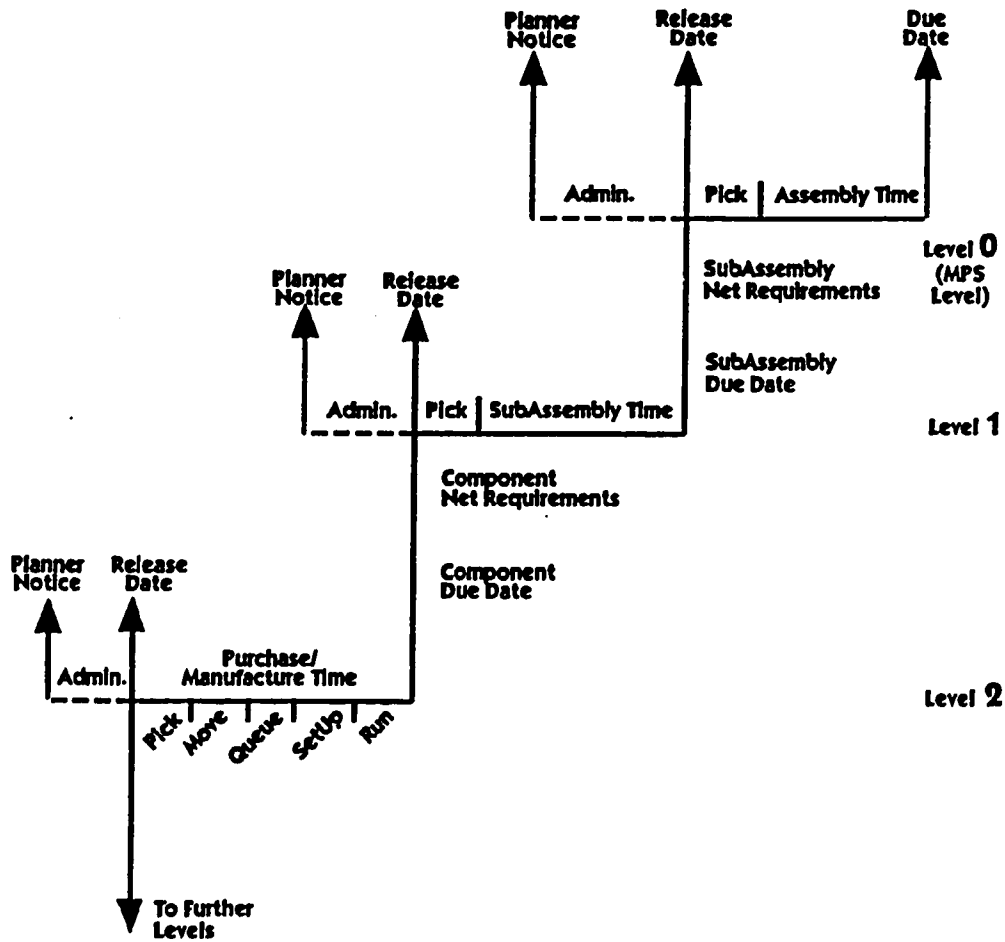 Planner
Notice
Release
Date
Due
Date
Admin.
Pick
Assembly Time
Level 0
(MPS
Level)
SubAssembly
Net Requirements
Planner
Notice
Release
Date
SubAssembly
Due Date
Admin.
Pick
SubAssembly Time
Level 1
Component
Net Requirements
Planner
Notice
Release
Date
Component
Due Date
Admin.
Purchase/
Manufacture Time
Level 2
Pick
Move
Queue
SetUp
Run
To Further
Levels